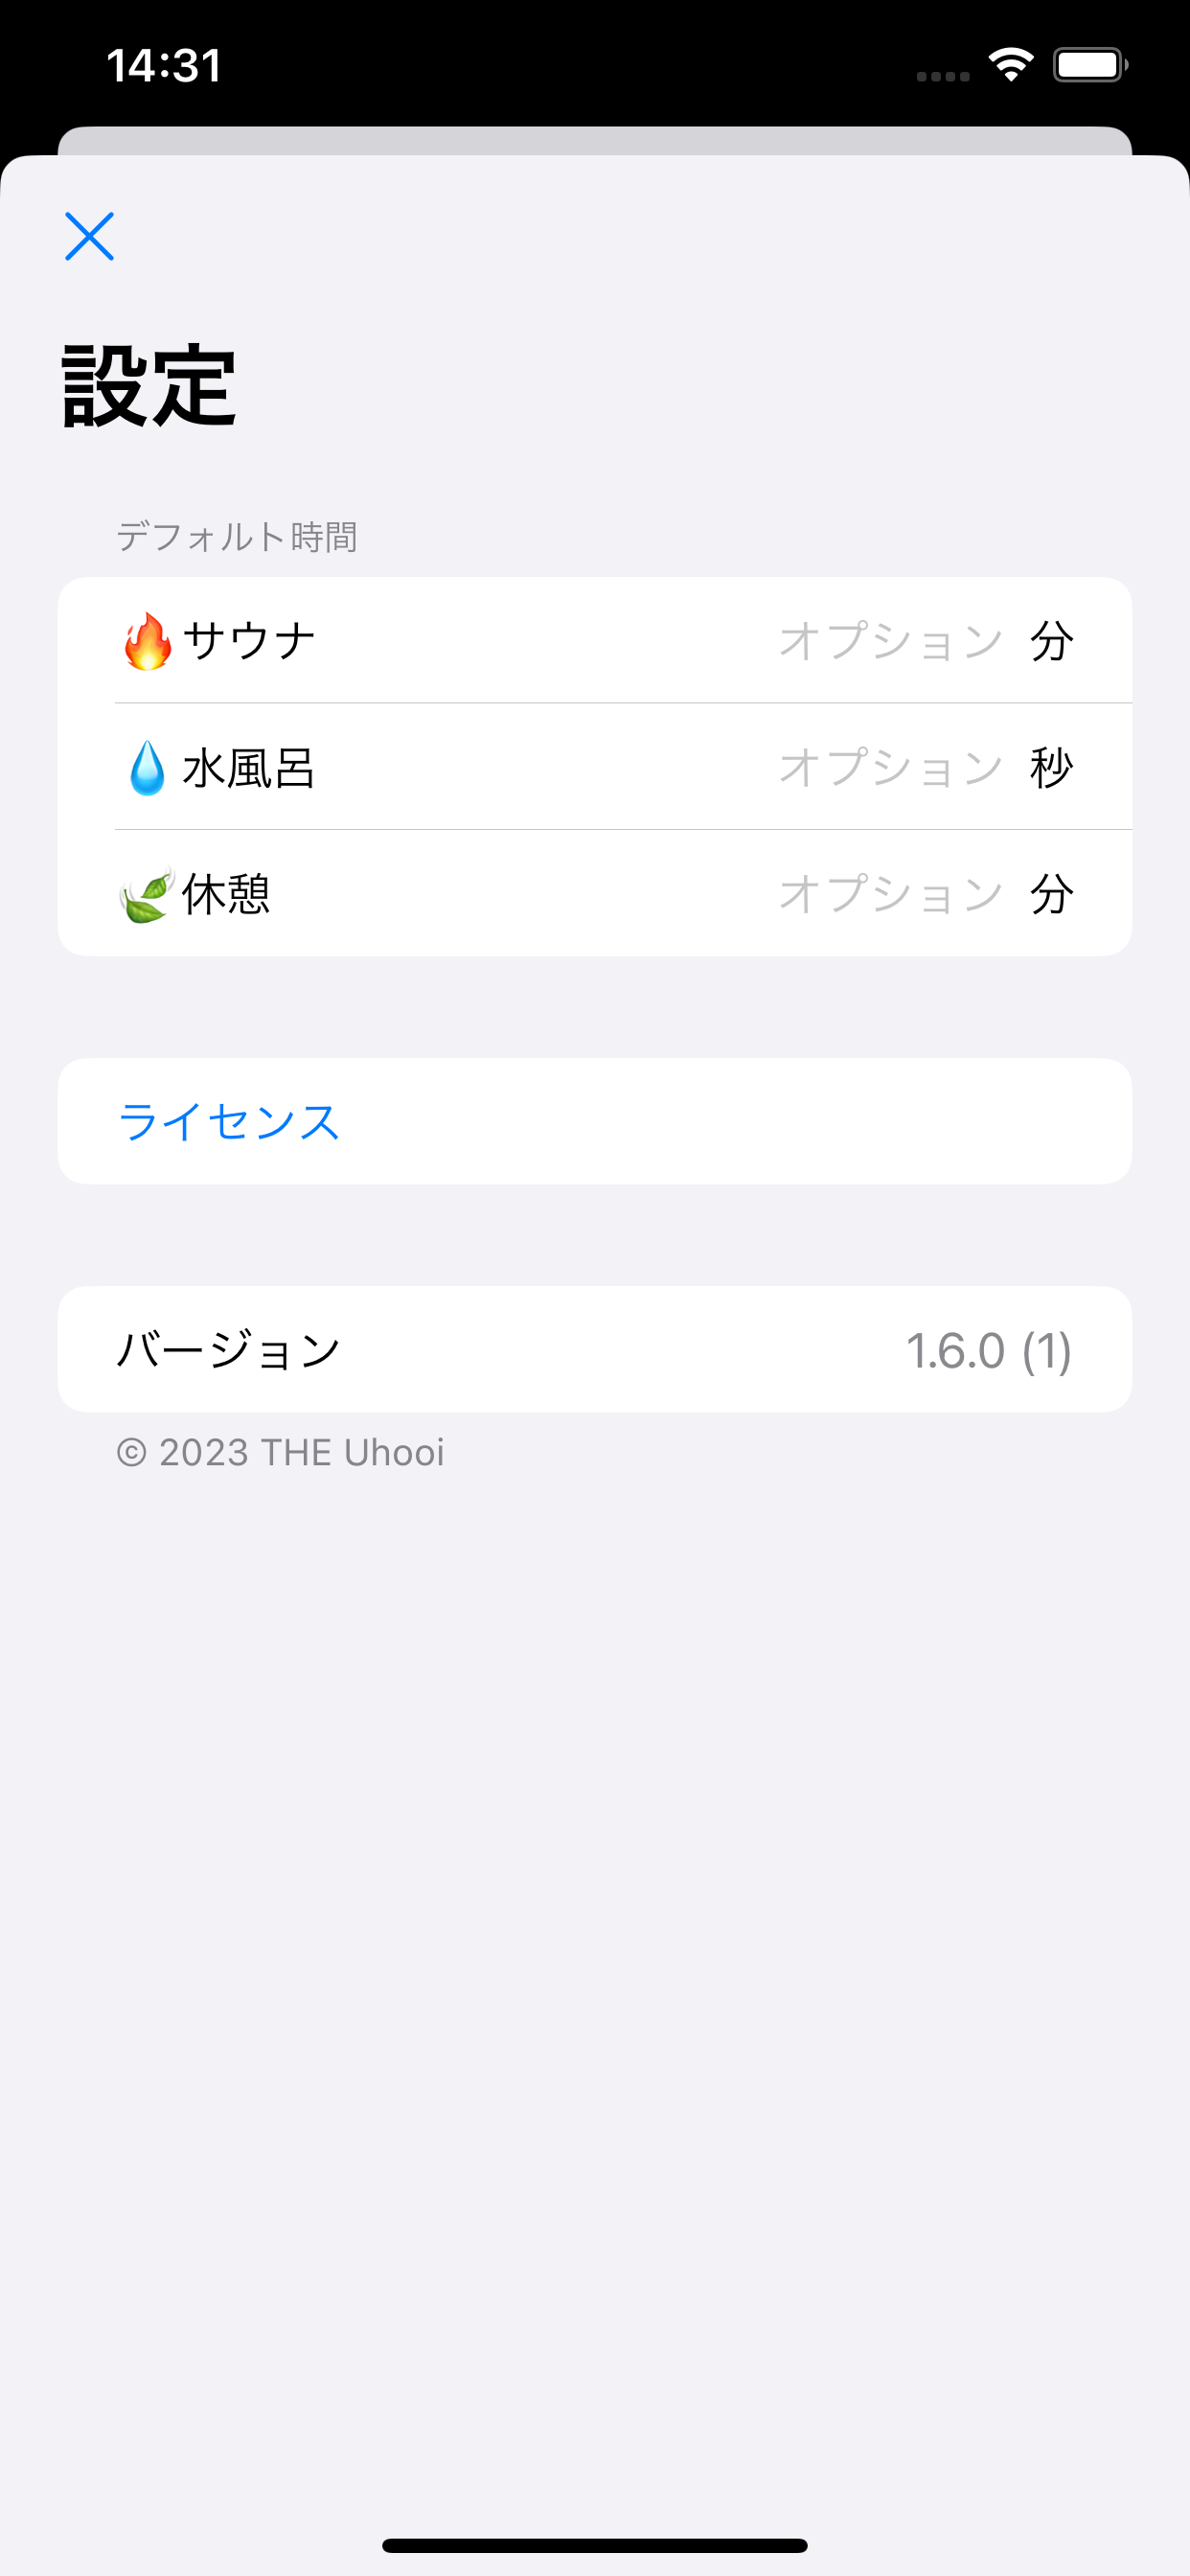 14:31
設定
デフォルト時間
🔥サウナ オプション 分
💧水風呂 オプション 秒
🍃休憩 オプション 分
ライセンス
バージョン 1.6.0 (1)
© 2023 THE Uhooi